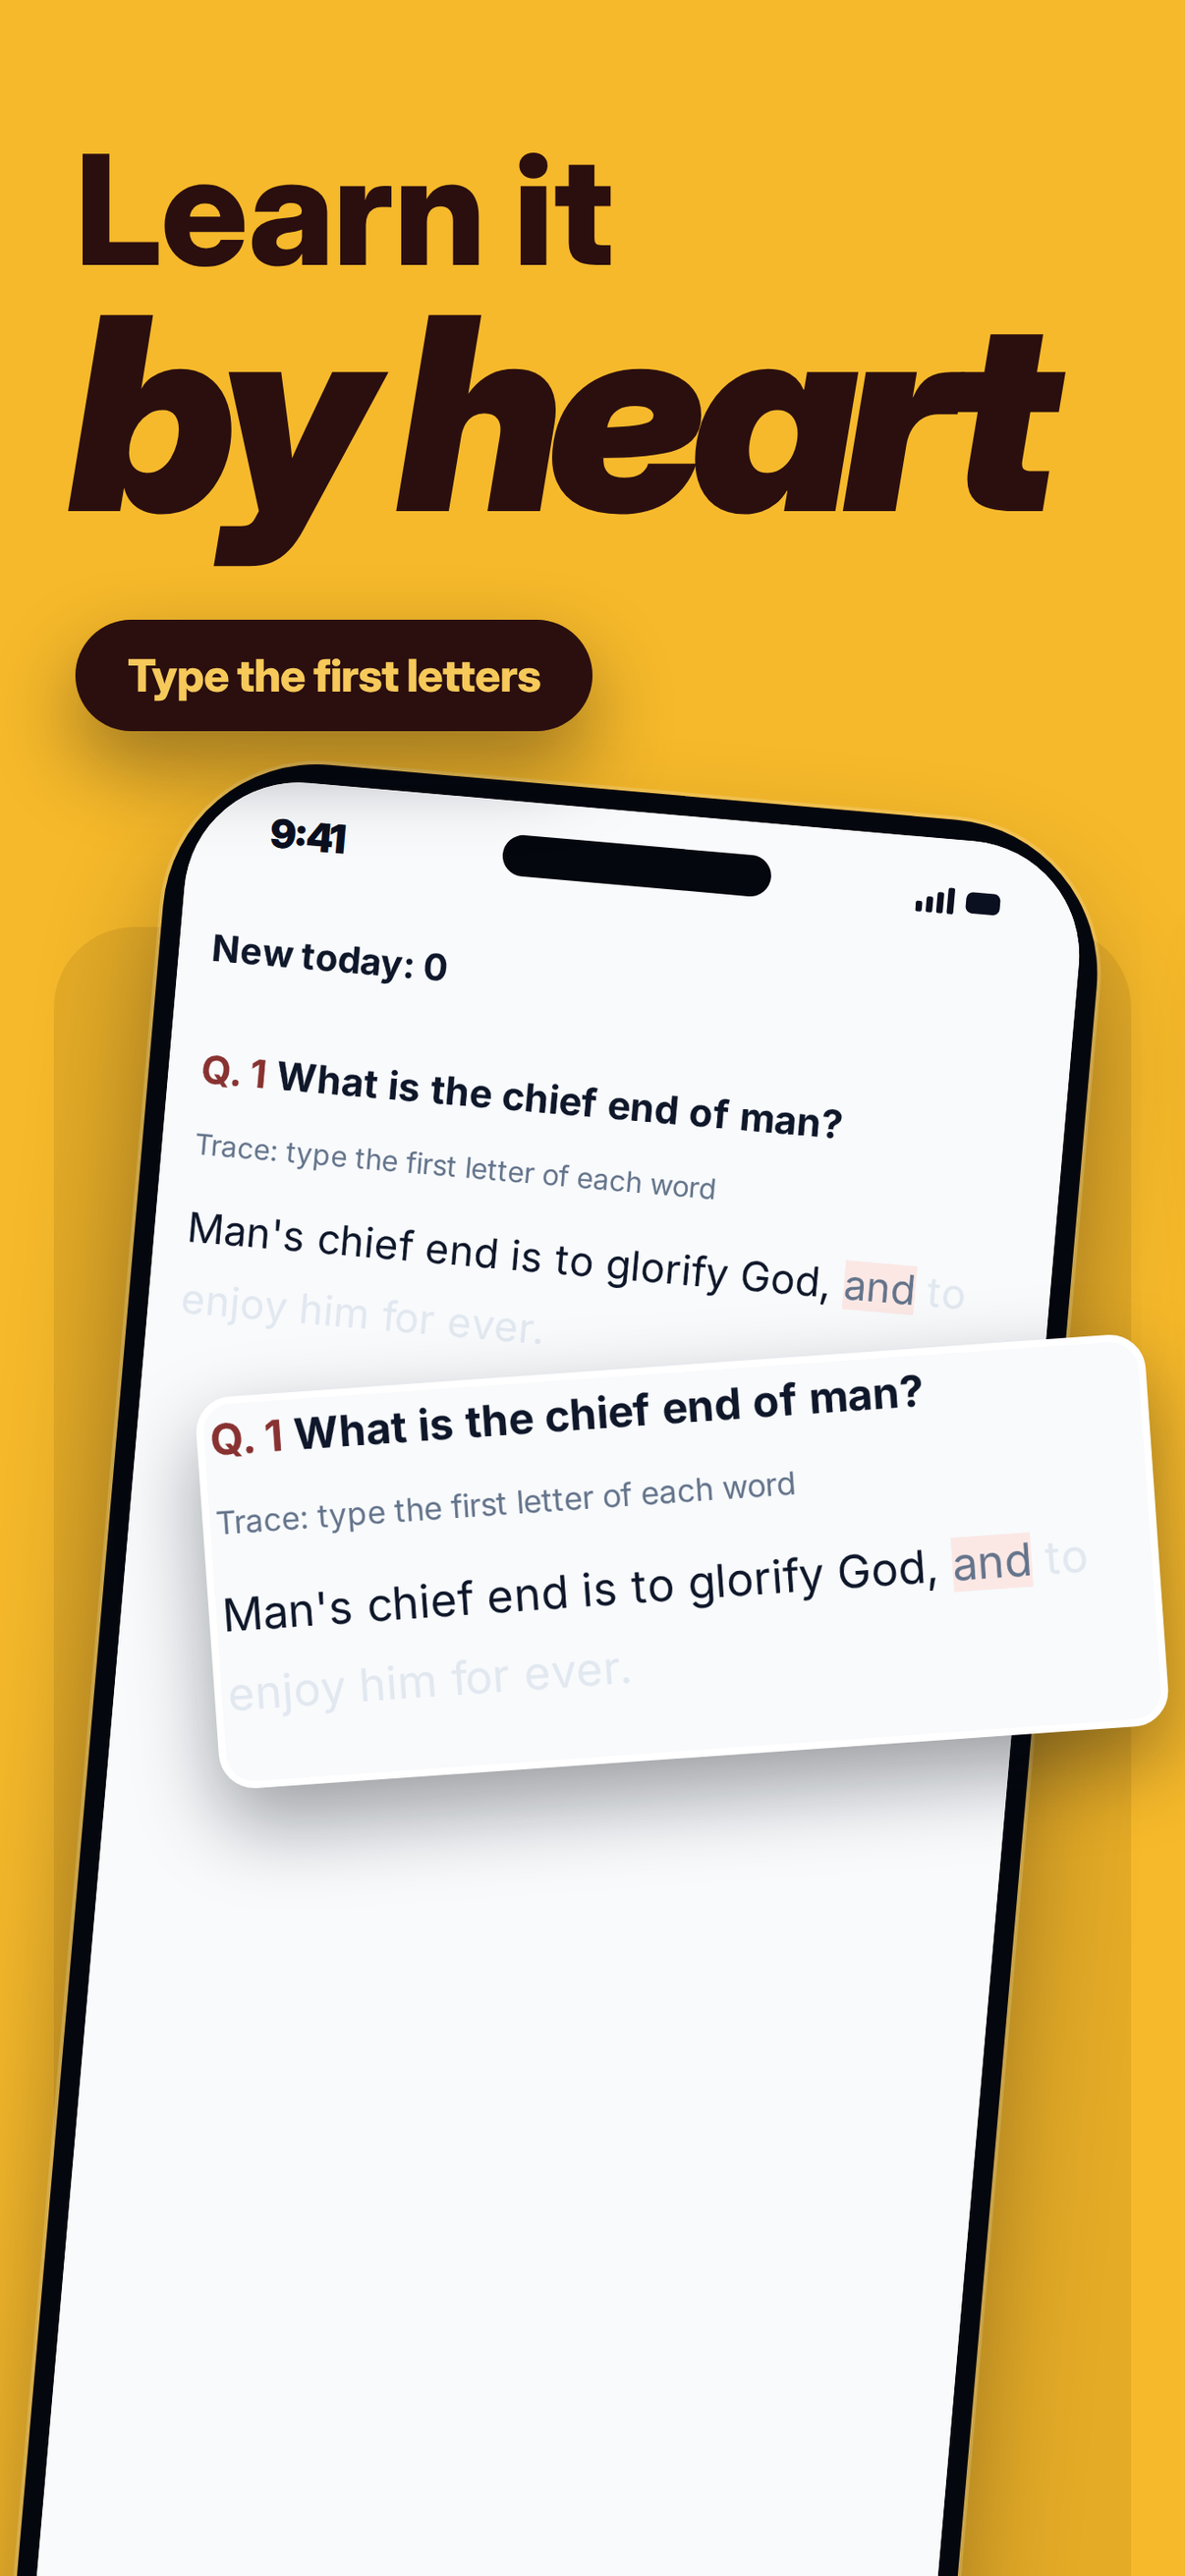 Learn it
by heart
Type the first letters
9:41
New today: 0
Q. 1 What is the chief end of man?
Trace: type the first letter of each word
Man's chief end is to glorify God, and to
enjoy him for ever.
Q. 1 What is the chief end of man?
Trace: type the first letter of each word
Man's chief end is to glorify God, and to
enjoy him for ever.